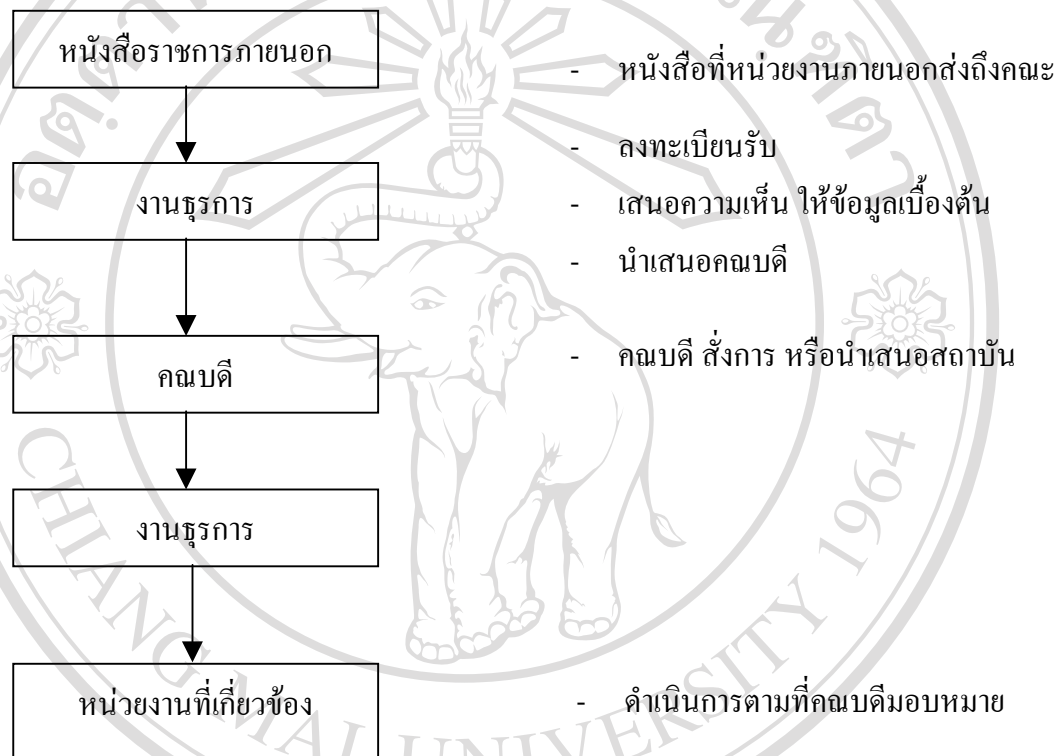 หนังสือราชการภายนอก
- หนังสือที่หน่วยงานภายนอกส่งถึงคณะ
- ลงทะเบียนรับ
งานธุรการ
- เสนอความเห็น ให้ข้อมูลเบื้องต้น
- นำเสนอคณบดี
คณบดี
- คณบดี สั่งการ หรือนำเสนอสถาบัน
งานธุรการ
หน่วยงานที่เกี่ยวข้อง
- ดำเนินการตามที่คณบดีมอบหมาย
CHIANG MAI UNIVERSITY 1964